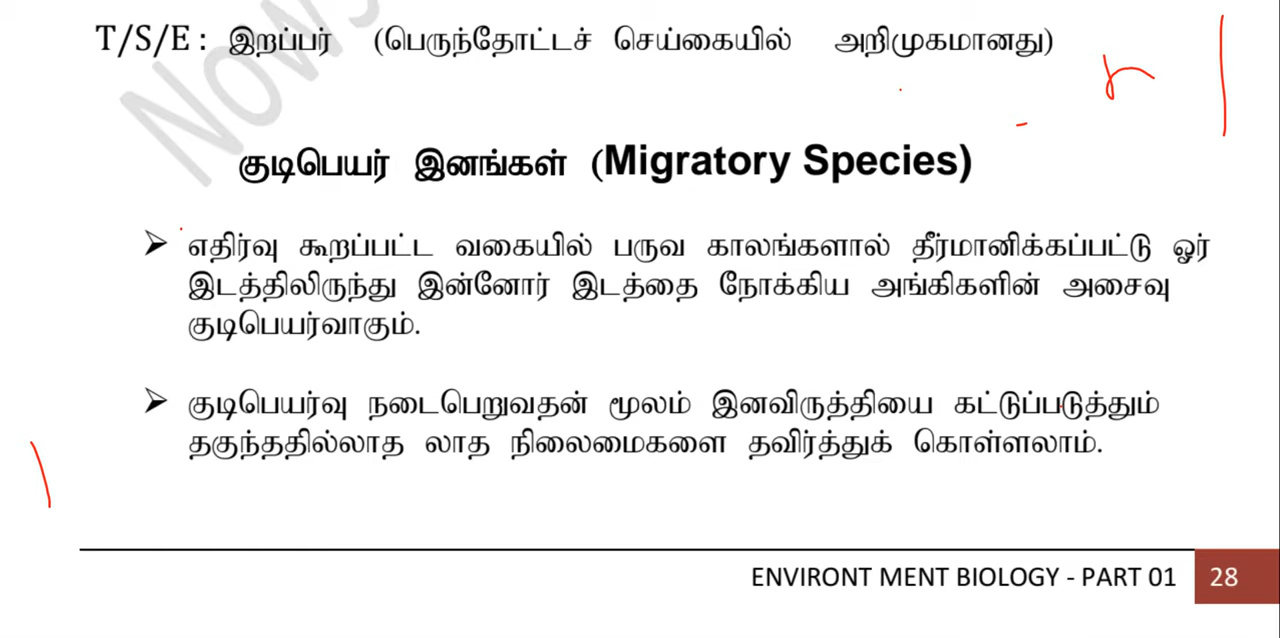 T/S/E : இறப்பர் (பெருந்தோட்டச் செய்கையில் அறிமுகமானது)
Now
குடிபெயர் இனங்கள் (Migratory Species)
➢ எதிர்வு கூறப்பட்ட வகையில் பருவ காலங்களால் தீர்மானிக்கப்பட்டு ஓர்
இடத்திலிருந்து இன்னோர் இடத்தை நோக்கிய அங்கிகளின் அசைவு
குடிபெயர்வாகும்.
➢ குடிபெயர்வு நடைபெறுவதன் மூலம் இனவிருத்தியை கட்டுப்படுத்தும்
தகுந்ததில்லாத லாத நிலைமைகளை தவிர்த்துக் கொள்ளலாம்.
ENVIRONT MENT BIOLOGY - PART 01 28